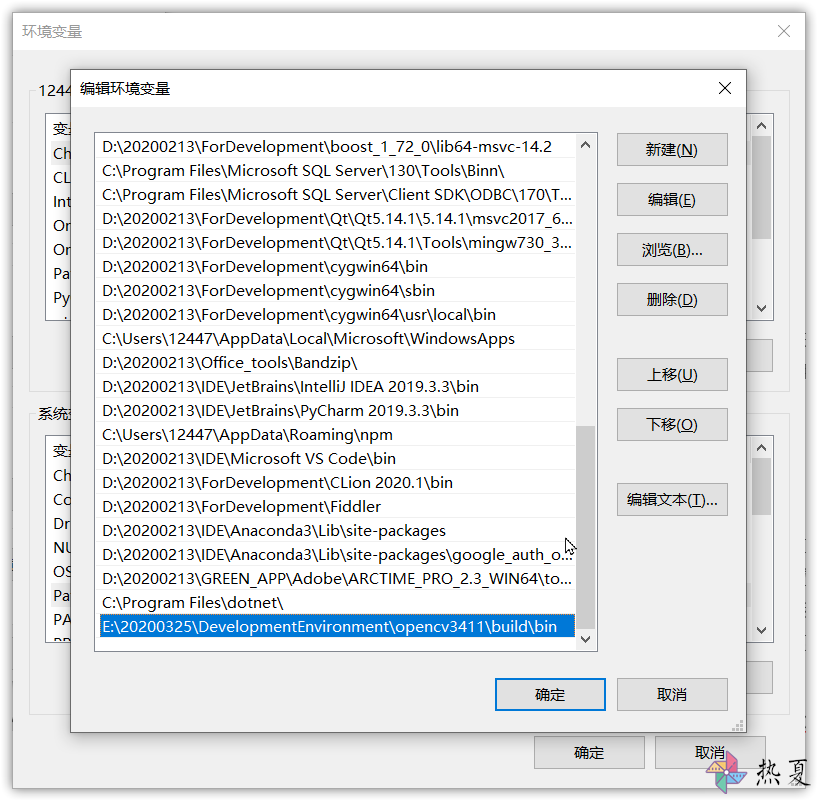 环境变量
1244
编辑环境变量
变
Ch
CL
Int
On
On
Pa
Py
D:\20200213\ForDevelopment\boost_1_72_0\lib64-msvc-14.2
C:\Program Files\Microsoft SQL Server\130\Tools\Binn\
C:\Program Files\Microsoft SQL Server\Client SDK\ODBC\170\T...
D:\20200213\ForDevelopment\Qt\Qt5.14.1\5.14.1\msvc2017_6...
D:\20200213\ForDevelopment\Qt\Qt5.14.1\Tools\mingw730_3...
D:\20200213\ForDevelopment\cygwin64\bin
D:\20200213\ForDevelopment\cygwin64\sbin
D:\20200213\ForDevelopment\cygwin64\usr\local\bin
C:\Users\12447\AppData\Local\Microsoft\WindowsApps
D:\20200213\Office_tools\Bandzip\
D:\20200213\IDE\JetBrains\IntelliJ IDEA 2019.3.3\bin
D:\20200213\IDE\JetBrains\PyCharm 2019.3.3\bin
C:\Users\12447\AppData\Roaming\npm
D:\20200213\IDE\Microsoft VS Code\bin
D:\20200213\ForDevelopment\CLion 2020.1\bin
D:\20200213\ForDevelopment\Fiddler
D:\20200213\IDE\Anaconda3\Lib\site-packages
D:\20200213\IDE\Anaconda3\Lib\site-packages\google_auth_o...
D:\20200213\GREEN_APP\Adobe\ARCTIME_PRO_2.3_WIN64\to...
C:\Program Files\dotnet\
E:\20200325\DevelopmentEnvironment\opencv3411\build\bin
新建(N)
编辑(E)
浏览(B)...
删除(D)
上移(U)
下移(O)
编辑文本(T)...
系统
变
Ch
Co
Dr
NU
OS
Pa
PA
确定
取消
确定
取消
热夏